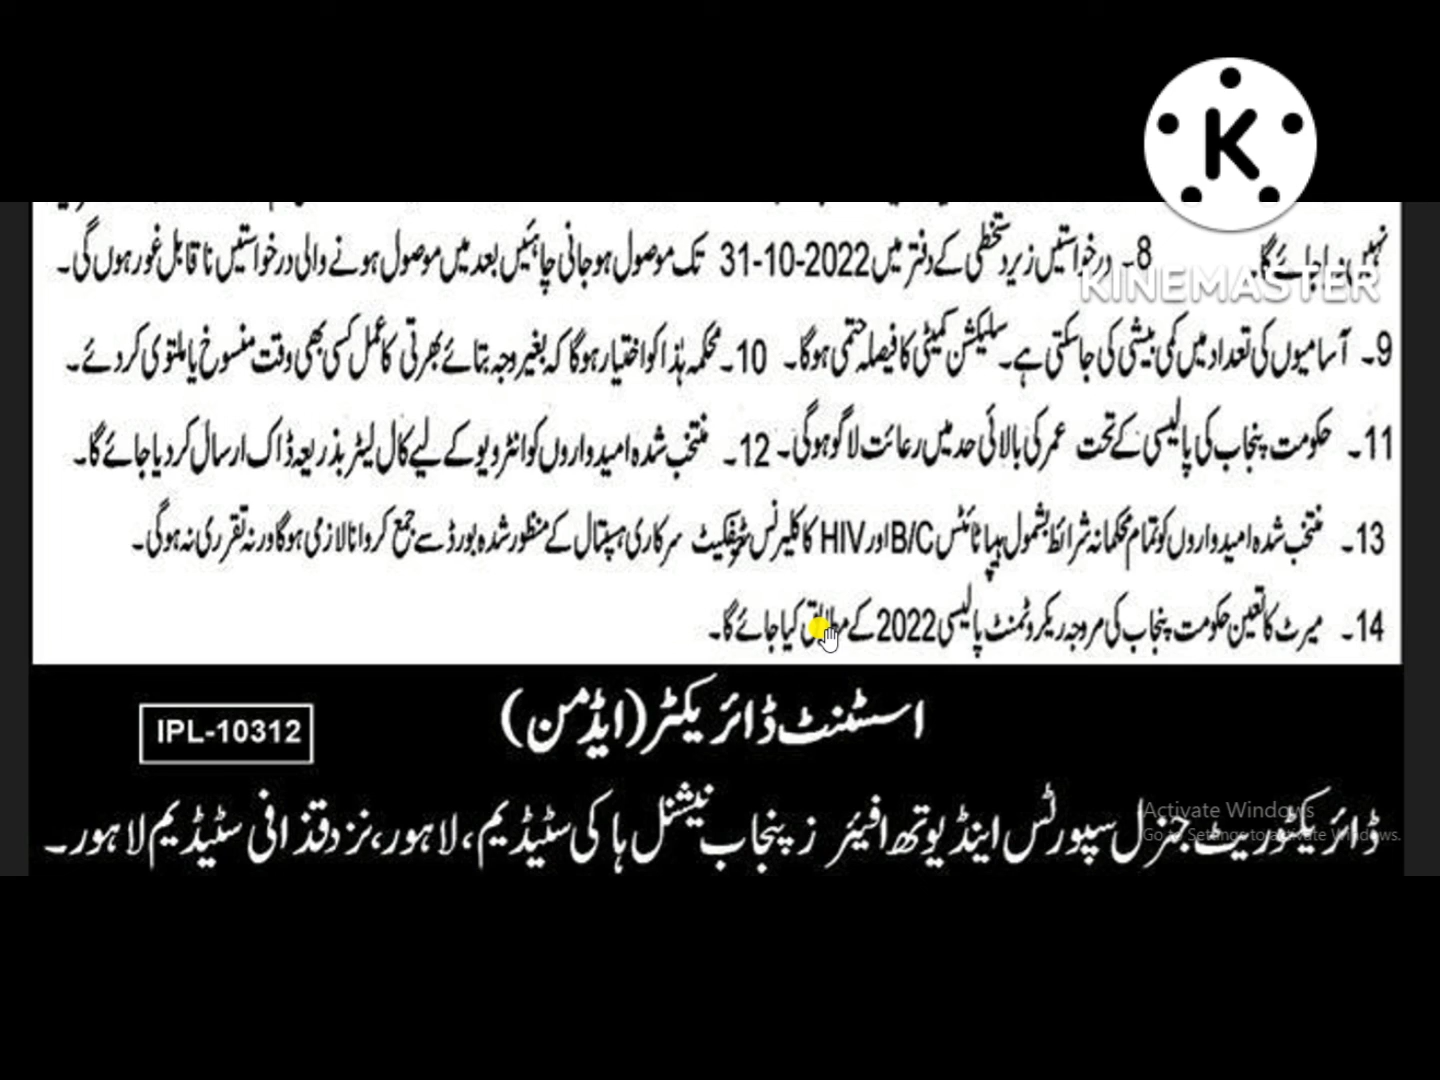 K
KINEMASTER
نہیں جائے گا۔ 8۔ درخواستیں زیر دستخطی کے دفتر میں 31-10-2022 تک موصول ہو جانی چاہئیں بعد میں موصول ہونے والی درخواستیں ناقابل غور ہوں گی۔
9۔ آسامیوں کی تعداد میں کمی بیشی کی جاسکتی ہے۔ سلیکشن کمیٹی کا فیصلہ حتمی ہوگا۔ 10۔ محکمہ ہٰذا کو اختیار ہوگا کہ بغیر وجہ بتائے بھرتی کا عمل کسی بھی وقت منسوخ یا ملتوی کر دے۔
11۔ حکومت پنجاب کی پالیسی کے تحت عمر کی بالائی حد میں رعائت لاگو ہوگی۔ 12۔ منتخب شدہ امیدواروں کو انٹرویو کے لیے کال لیٹر بذریعہ ڈاک ارسال کر دیا جائے گا۔
13۔ منتخب شدہ امیدواروں کو تمام محکمانہ شرائط بشمول ہیپاٹائٹس B/C اور HIV کا کلیرنس سرٹیفکیٹ سرکاری ہسپتال کے منظور شدہ بورڈ سے جمع کروانا لازمی ہوگا ورنہ تقرری نہ ہوگی۔
14۔ میرٹ کا تعین حکومت پنجاب کی مروجہ ریکروٹمنٹ پالیسی 2022 کے مطابق کیا جائے گا۔
اسسٹنٹ ڈائریکٹر (ایڈمن)
IPL-10312
ڈائریکٹوریٹ جنرل سپورٹس اینڈ یوتھ افیئرز پنجاب نیشنل ہاکی سٹیڈیم، لاہور، نزد قذافی سٹیڈیم لاہور۔
Activate Windows
Go to Settings to activate Windows.